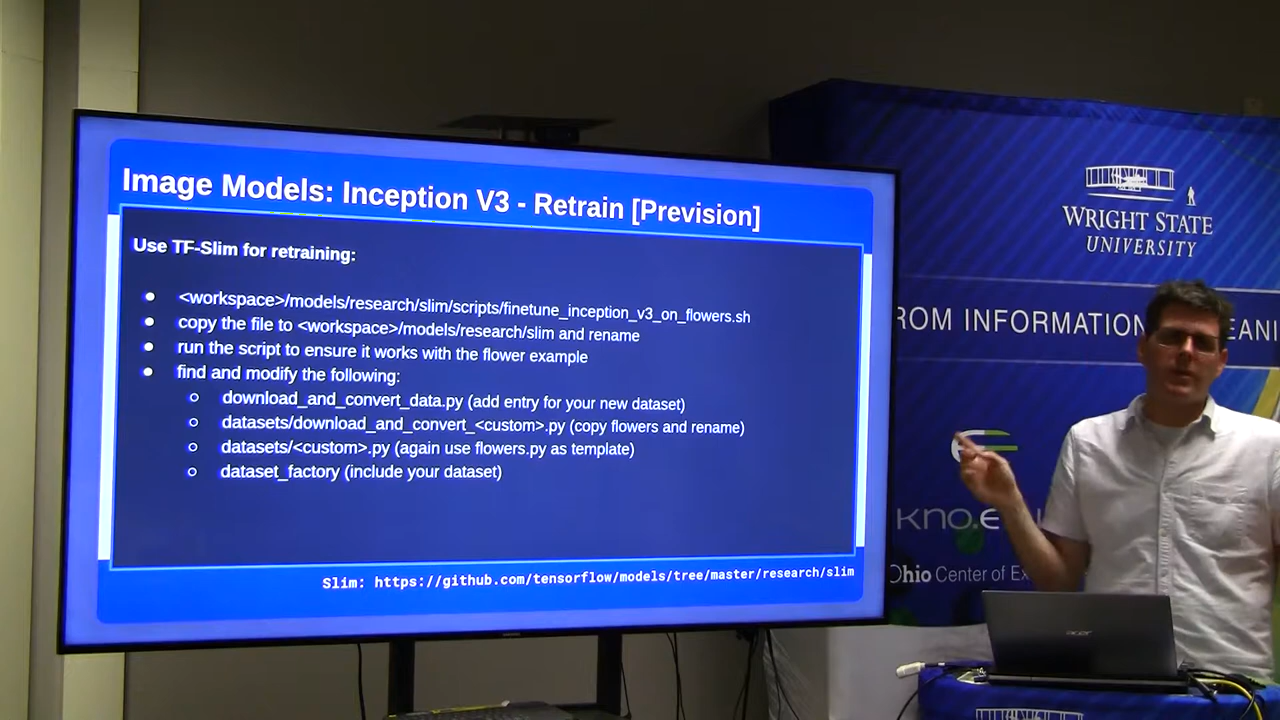 Image Models: Inception V3 - Retrain [Prevision]
Use TF-Slim for retraining:
<workspace>/models/research/slim/scripts/finetune_inception_v3_on_flowers.sh
copy the file to <workspace>/models/research/slim and rename
run the script to ensure it works with the flower example
find and modify the following:
download_and_convert_data.py (add entry for your new dataset)
datasets/download_and_convert_<custom>.py (copy flowers and rename)
datasets/<custom>.py (again use flowers.py as template)
dataset_factory (include your dataset)
Slim: https://github.com/tensorflow/models/tree/master/research/slim
WRIGHT STATE
UNIVERSITY
ROM INFORMATION EANI
kno.e
Ohio Center of Ex
acer